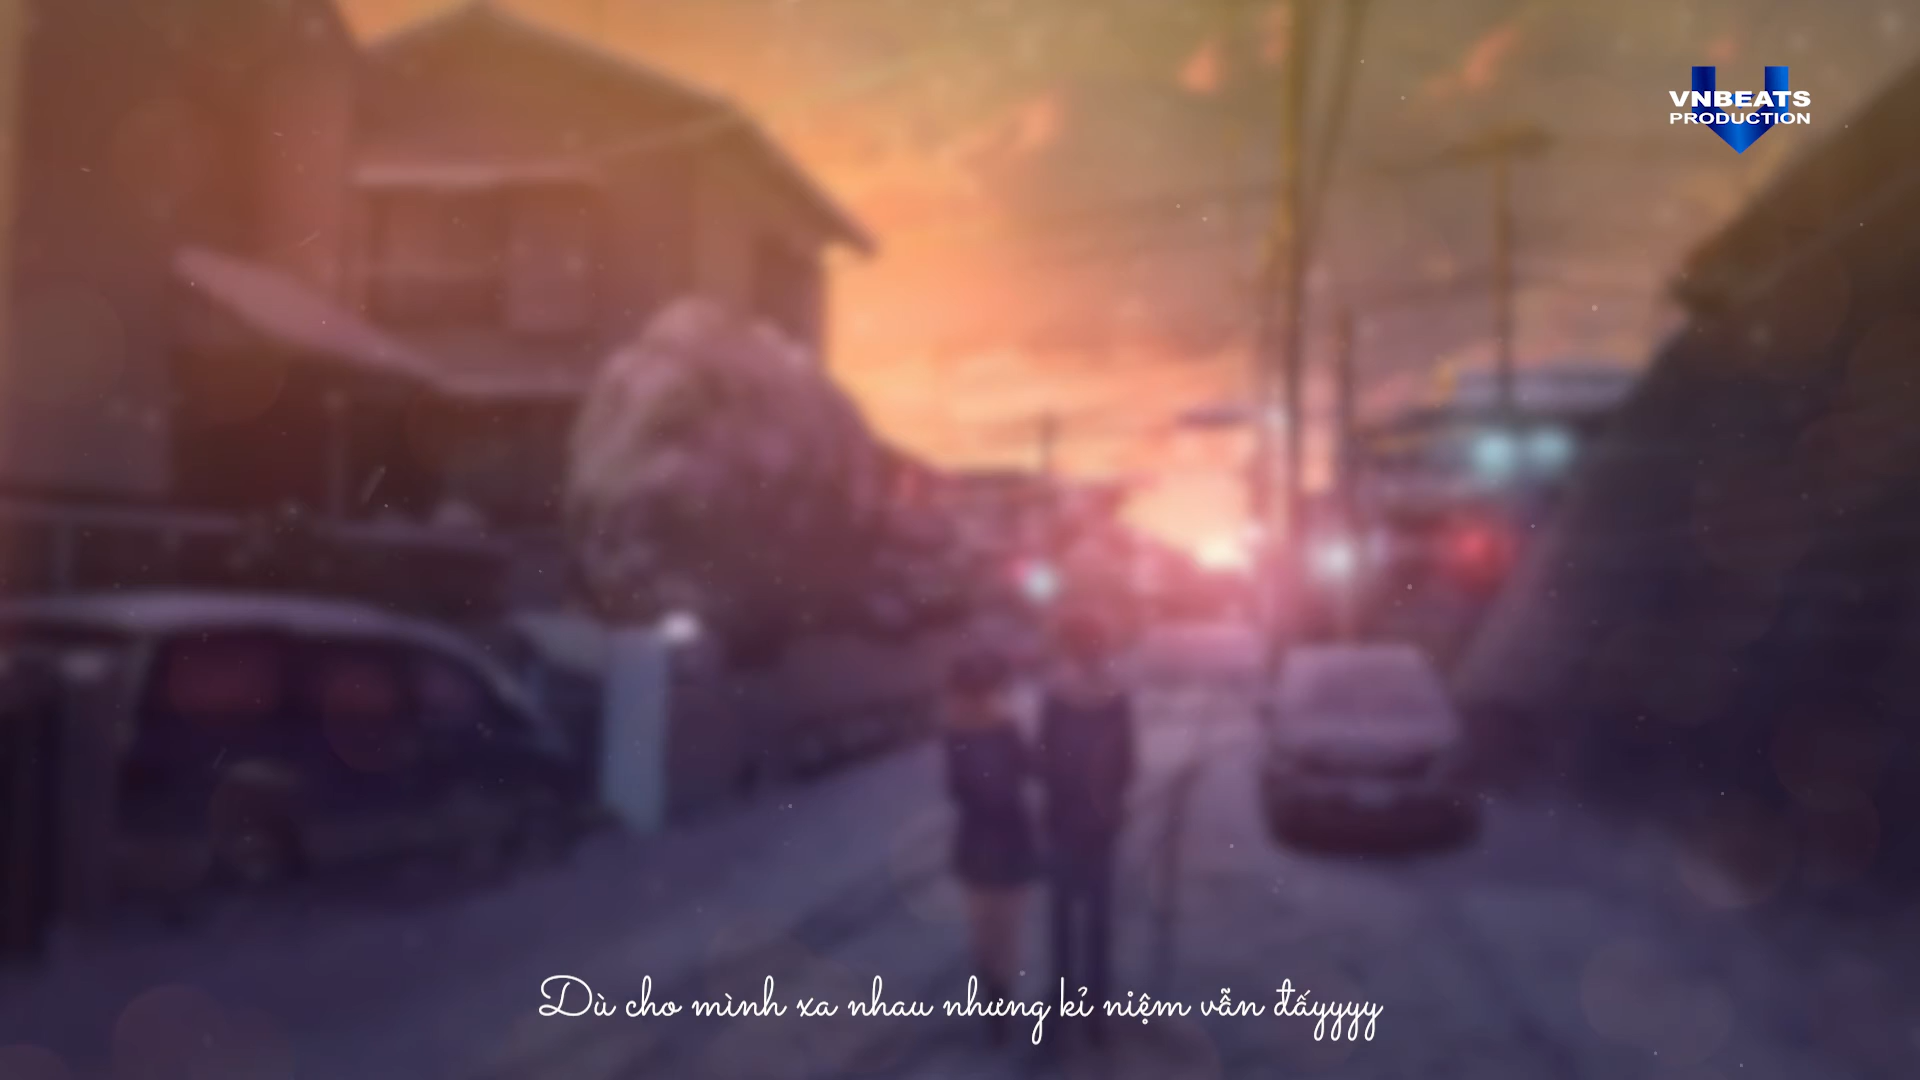 VNBEATS
PRODUCTION
Dù cho mình xa nhau nhưng kỉ niệm vẫn đấyyyy